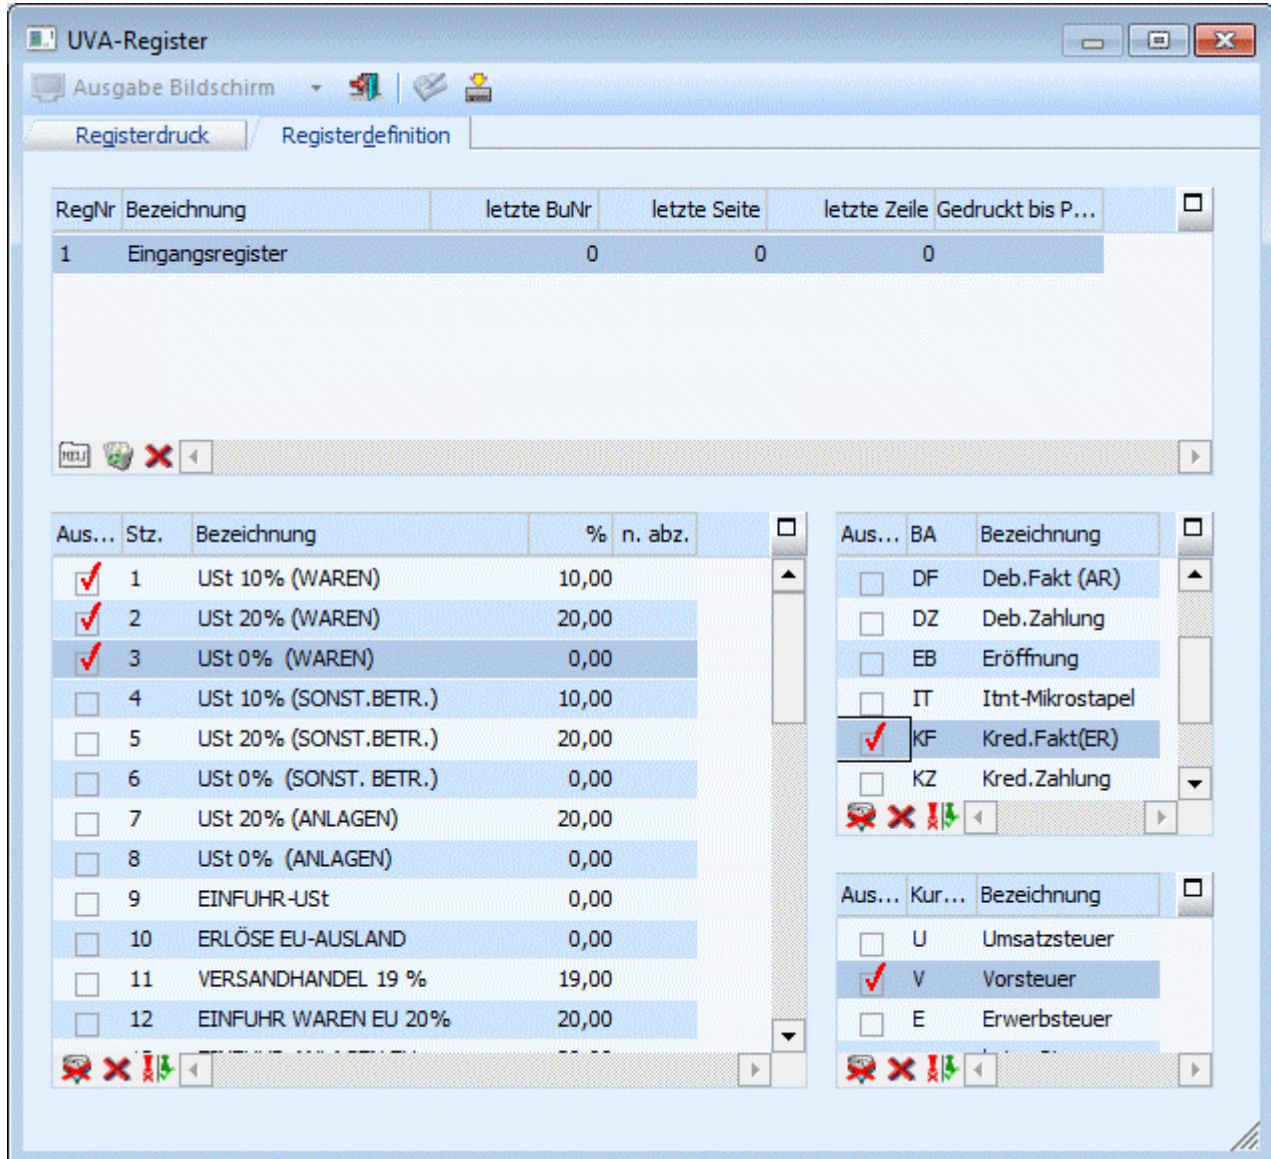 UVA-Register
Ausgabe Bildschirm
Registerdruck Registerdefinition
RegNr Bezeichnung letzte BuNr letzte Seite letzte Zeile Gedruckt bis P...
1 Eingangsregister 0 0 0
NEU
Aus... Stz. Bezeichnung % n. abz.
1 USt 10% (WAREN) 10,00
2 USt 20% (WAREN) 20,00
3 USt 0% (WAREN) 0,00
4 USt 10% (SONST.BETR.) 10,00
5 USt 20% (SONST.BETR.) 20,00
6 USt 0% (SONST. BETR.) 0,00
7 USt 20% (ANLAGEN) 20,00
8 USt 0% (ANLAGEN) 0,00
9 EINFUHR-USt 0,00
10 ERLÖSE EU-AUSLAND 0,00
11 VERSANDHANDEL 19 % 19,00
12 EINFUHR WAREN EU 20% 20,00
Aus... BA Bezeichnung
DF Deb.Fakt (AR)
DZ Deb.Zahlung
EB Eröffnung
IT Itnt-Mikrostapel
KF Kred.Fakt(ER)
KZ Kred.Zahlung
Aus... Kur... Bezeichnung
U Umsatzsteuer
V Vorsteuer
E Erwerbsteuer